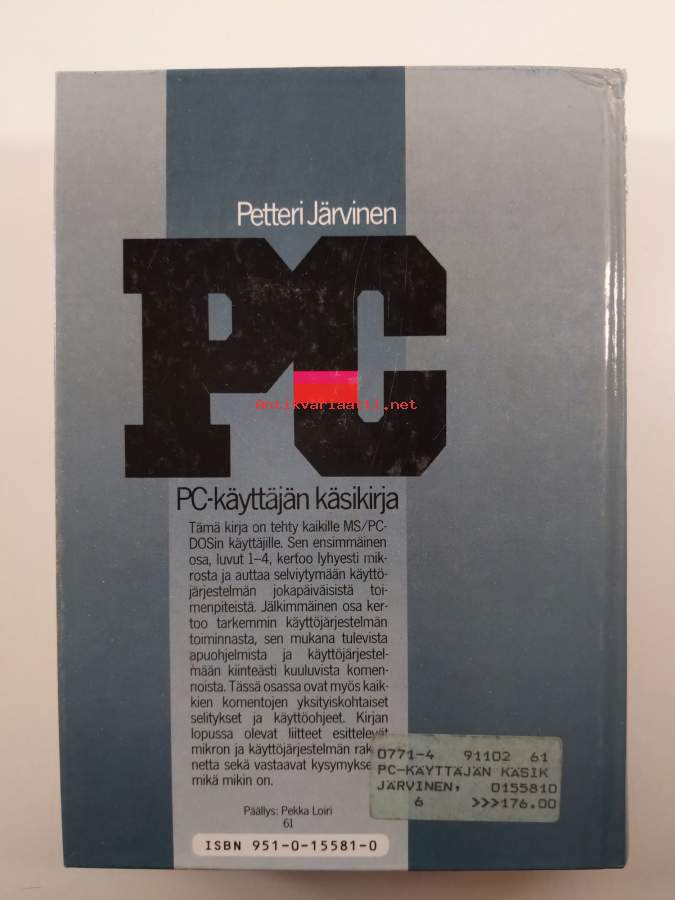 Petteri Järvinen
PC
Antikvariaatti.net
PC-käyttäjän käsikirja
Tämä kirja on tehty kaikille MS/PC-
DOSin käyttäjille. Sen ensimmäinen
osa, luvut 1–4, kertoo lyhyesti mik-
rosta ja auttaa selviytymään käyttö-
järjestelmän jokapäiväisistä toi-
menpiteistä. Jälkimmäinen osa ker-
too tarkemmin käyttöjärjestelmän
toiminnasta, sen mukana tulevista
apuohjelmista ja käyttöjärjestel-
mään kiinteästi kuuluvista komen-
noista. Tässä osassa ovat myös kaik-
kien komentojen yksityiskohtaiset
selitykset ja käyttöohjeet. Kirjan
lopussa olevat liitteet esittelevät
mikron ja käyttöjärjestelmän rak
netta sekä vastaavat kysymykse
mikä mikin on.
0771-4 91102 61
PC-KÄYTTÄJÄN KÄSIK
JÄRVINEN, 0155810
6 >>>176.00
Päällys: Pekka Loiri
61
ISBN 951-0-15581-0